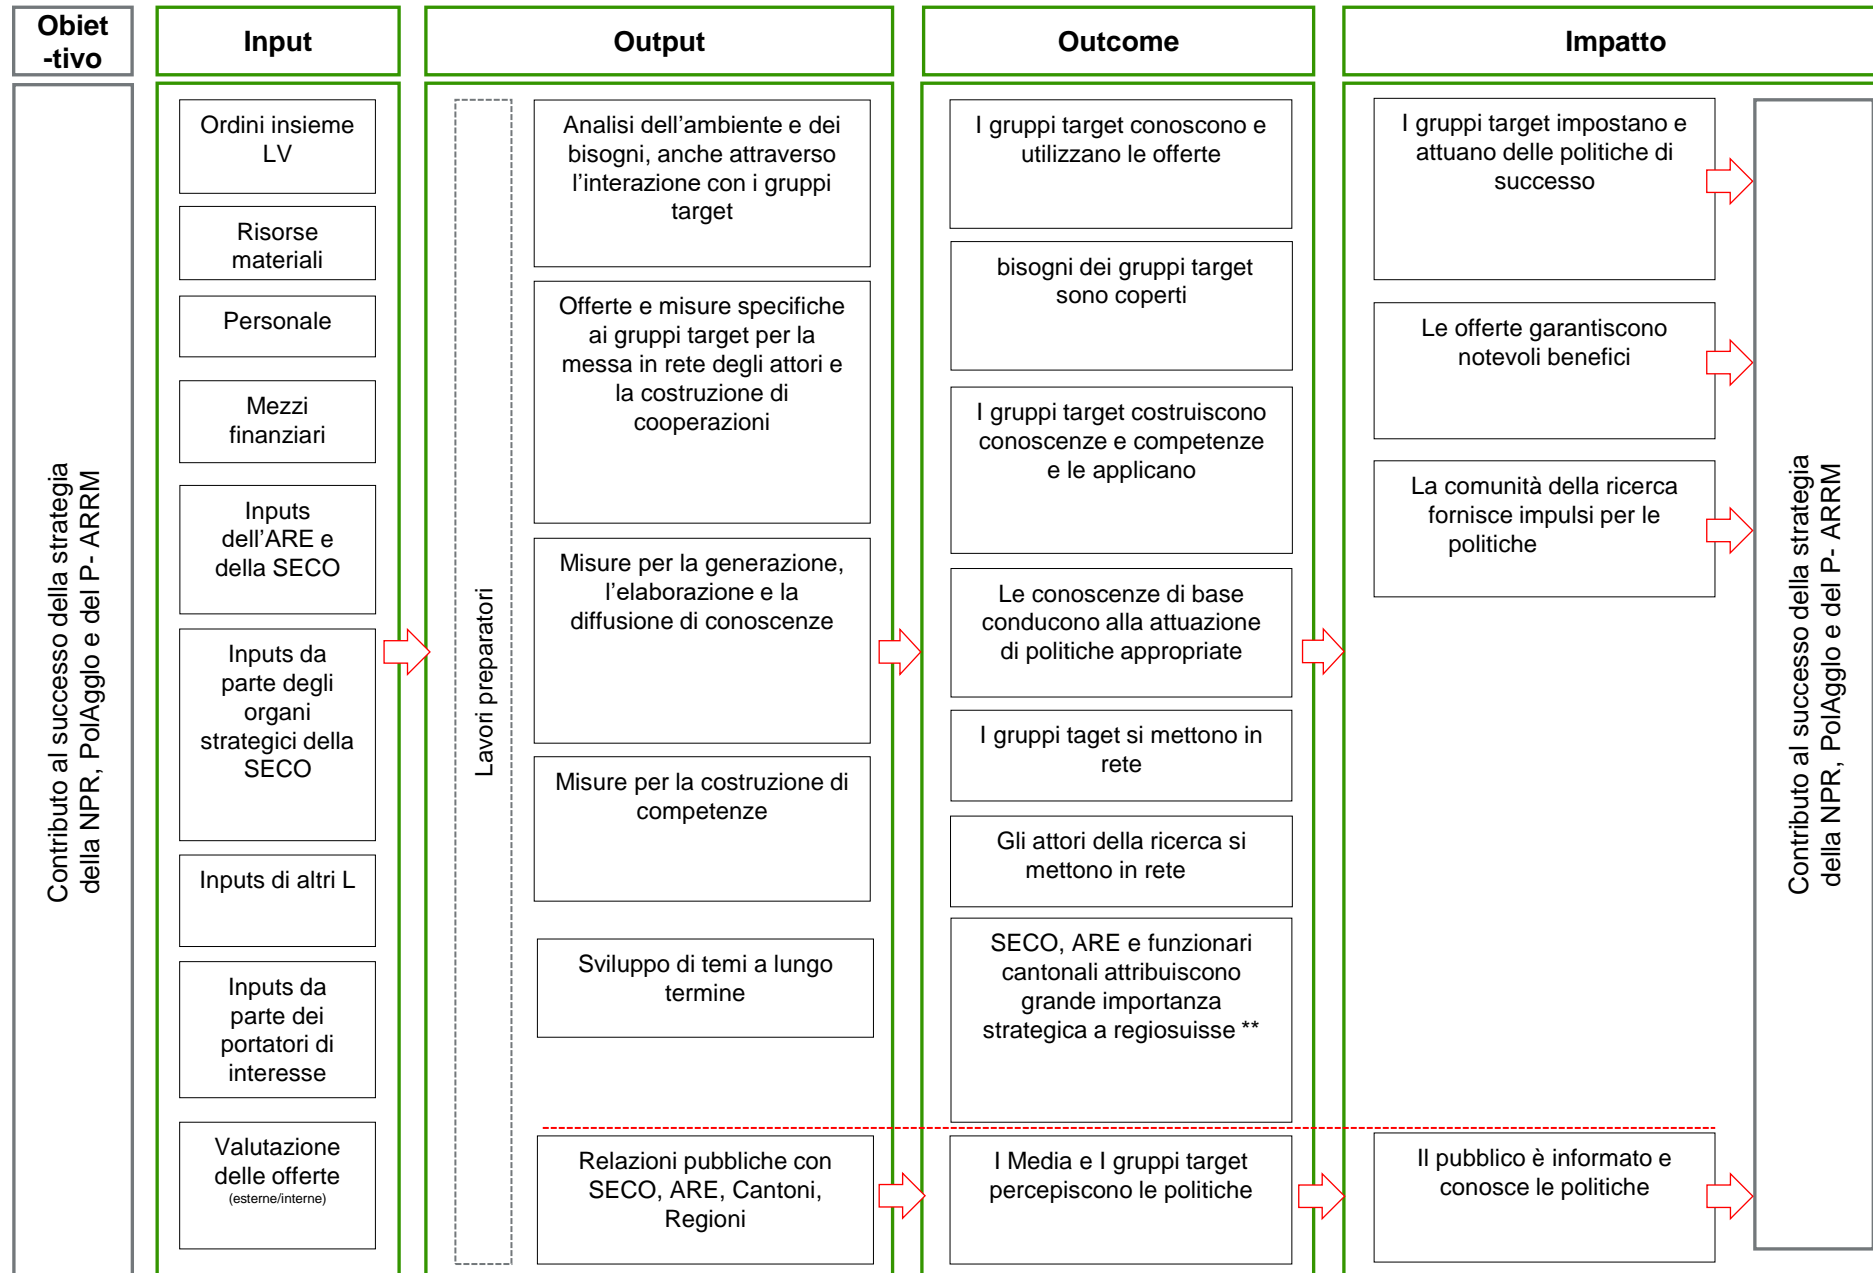 Obiet
-tivo
Input
Output
Outcome
Impatto
Contributo al successo della strategia
della NPR, PolAgglo e del P- ARRM
Ordini insieme
LV
Risorse
materiali
Personale
Mezzi
finanziari
Inputs
dell’ARE e
della SECO
Inputs da
parte degli
organi
strategici della
SECO
Inputs di altri L
Inputs da
parte dei
portatori di
interesse
Valutazione
delle offerte
(esterne/interne)
Lavori preparatori
Analisi dell’ambiente e dei
bisogni, anche attraverso
l’interazione con i gruppi
target
Offerte e misure specifiche
ai gruppi target per la
messa in rete degli attori e
la costruzione di
cooperazioni
Misure per la generazione,
l’elaborazione e la
diffusione di conoscenze
Misure per la costruzione di
competenze
Sviluppo di temi a lungo
termine
Relazioni pubbliche con
SECO, ARE, Cantoni,
Regioni
I gruppi target conoscono e
utilizzano le offerte
bisogni dei gruppi target
sono coperti
I gruppi target costruiscono
conoscenze e competenze
e le applicano
Le conoscenze di base
conducono alla attuazione
di politiche appropriate
I gruppi taget si mettono in
rete
Gli attori della ricerca si
mettono in rete
SECO, ARE e funzionari
cantonali attribuiscono
grande importanza
strategica a regiosuisse **
I Media e I gruppi target
percepiscono le politiche
I gruppi target impostano e
attuano delle politiche di
successo
Le offerte garantiscono
notevoli benefici
La comunità della ricerca
fornisce impulsi per le
politiche
Il pubblico è informato e
conosce le politiche
Contributo al successo della strategia
della NPR, PolAgglo e del P- ARRM